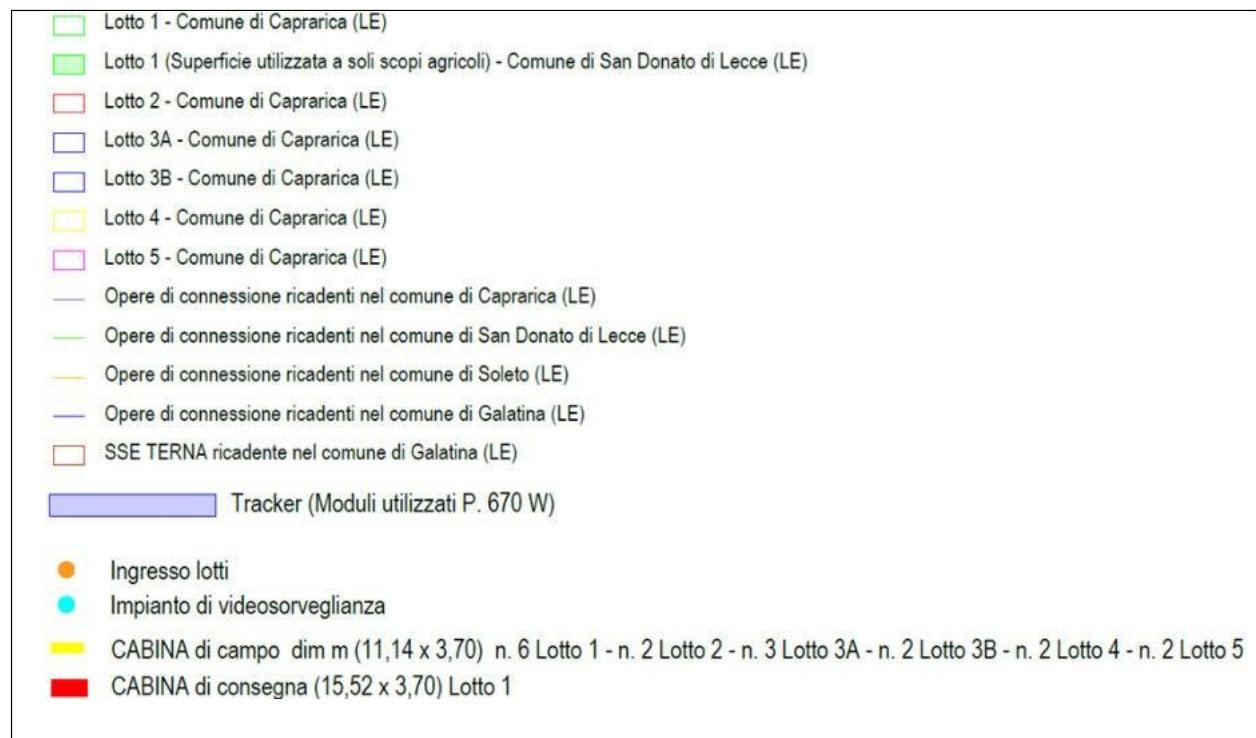 Lotto 1 - Comune di Caprarica (LE)
Lotto 1 (Superficie utilizzata a soli scopi agricoli) - Comune di San Donato di Lecce (LE)
Lotto 2 - Comune di Caprarica (LE)
Lotto 3A - Comune di Caprarica (LE)
Lotto 3B - Comune di Caprarica (LE)
Lotto 4 - Comune di Caprarica (LE)
Lotto 5 - Comune di Caprarica (LE)
Opere di connessione ricadenti nel comune di Caprarica (LE)
Opere di connessione ricadenti nel comune di San Donato di Lecce (LE)
Opere di connessione ricadenti nel comune di Soleto (LE)
Opere di connessione ricadenti nel comune di Galatina (LE)
SSE TERNA ricadente nel comune di Galatina (LE)
Tracker (Moduli utilizzati P. 670 W)
Ingresso lotti
Impianto di videosorveglianza
CABINA di campo dim m (11,14 x 3,70) n. 6 Lotto 1 - n. 2 Lotto 2 - n. 3 Lotto 3A - n. 2 Lotto 3B - n. 2 Lotto 4 - n. 2 Lotto 5
CABINA di consegna (15,52 x 3,70) Lotto 1